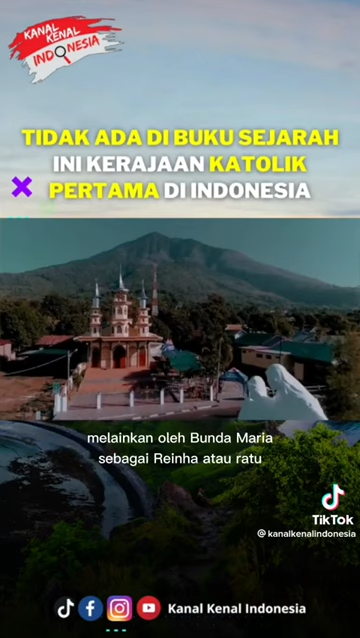 KANAL
KENAL
INDONESIA
TIDAK ADA DI BUKU SEJARAH
INI KERAJAAN KATOLIK
PERTAMA DI INDONESIA
melainkan oleh Bunda Maria
sebagai Reinha atau ratu
TikTok
@kanalkenalindonesia
Kanal Kenal Indonesia